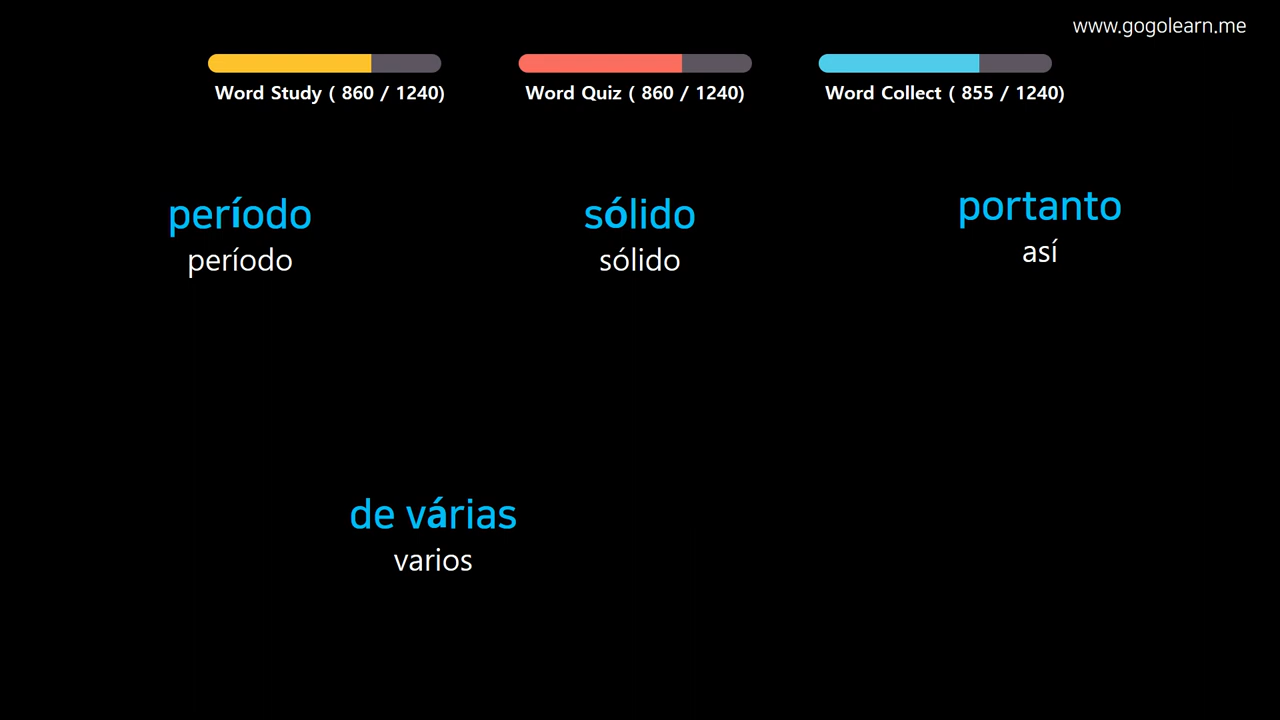 www.gogolearn.me
Word Study ( 860 / 1240)
Word Quiz ( 860 / 1240)
Word Collect ( 855 / 1240)
período
período
sólido
sólido
portanto
así
de várias
varios